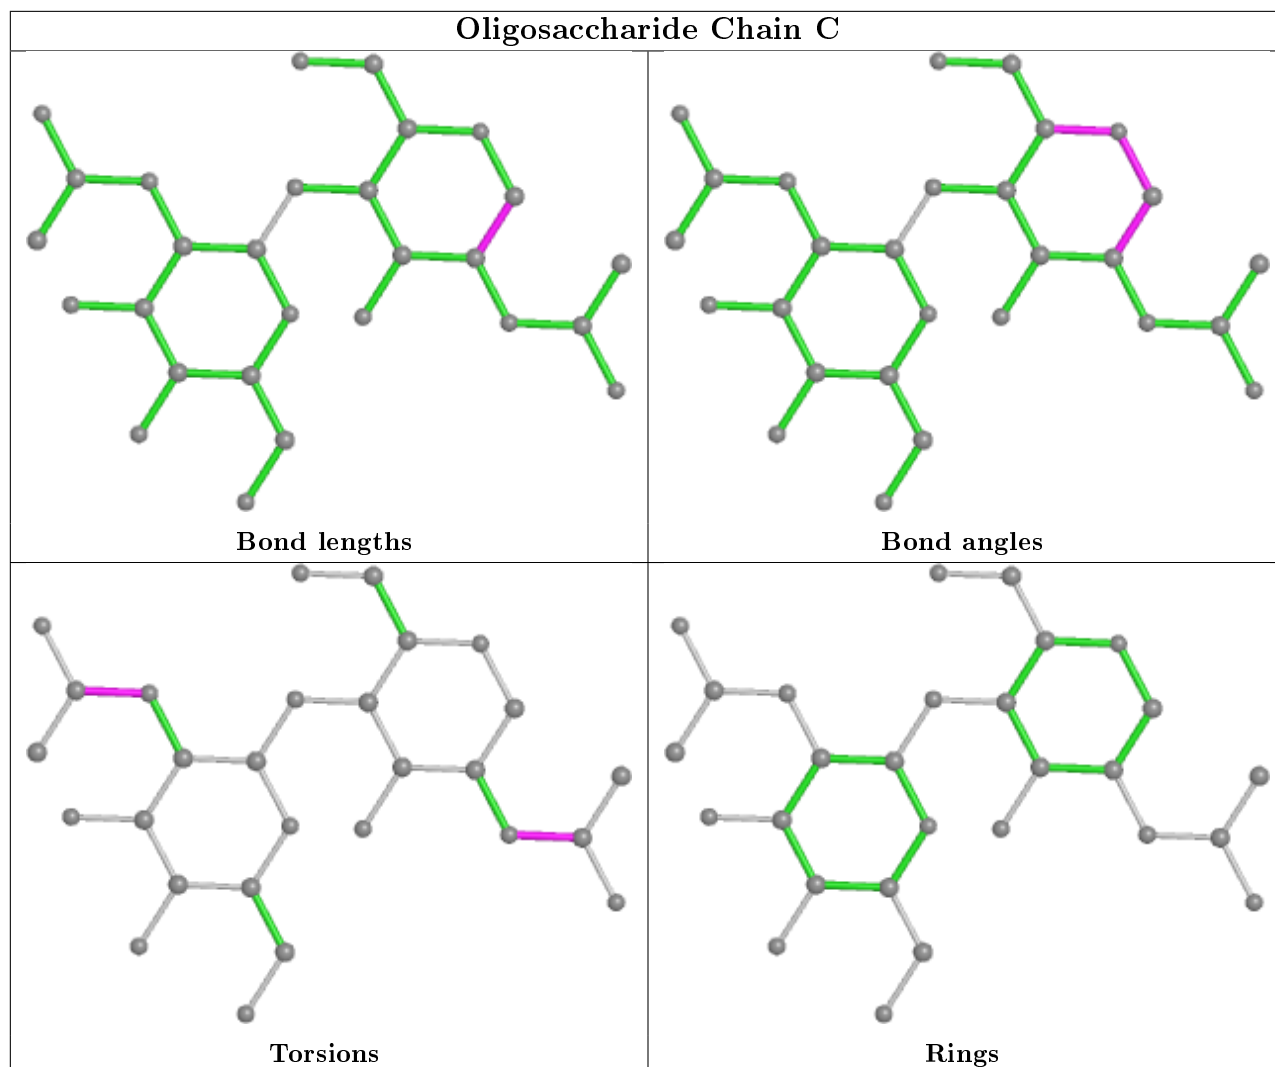 Oligosaccharide Chain C
Bond lengths
Bond angles
Torsions
Rings